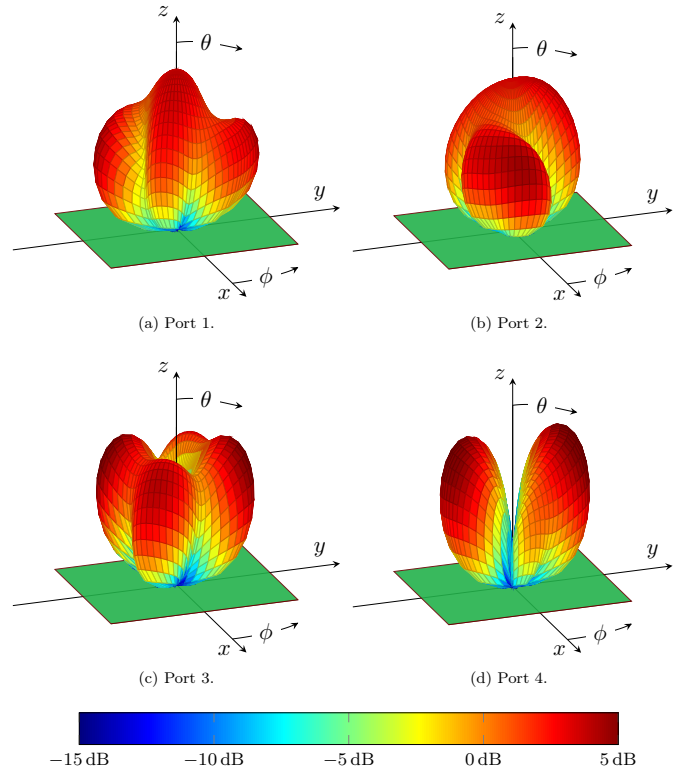 z
θ
y
x
ϕ
(a) Port 1.
z
θ
y
x
ϕ
(b) Port 2.
z
θ
y
x
ϕ
(c) Port 3.
z
θ
y
x
ϕ
(d) Port 4.
−15 dB −10 dB −5 dB 0 dB 5 dB